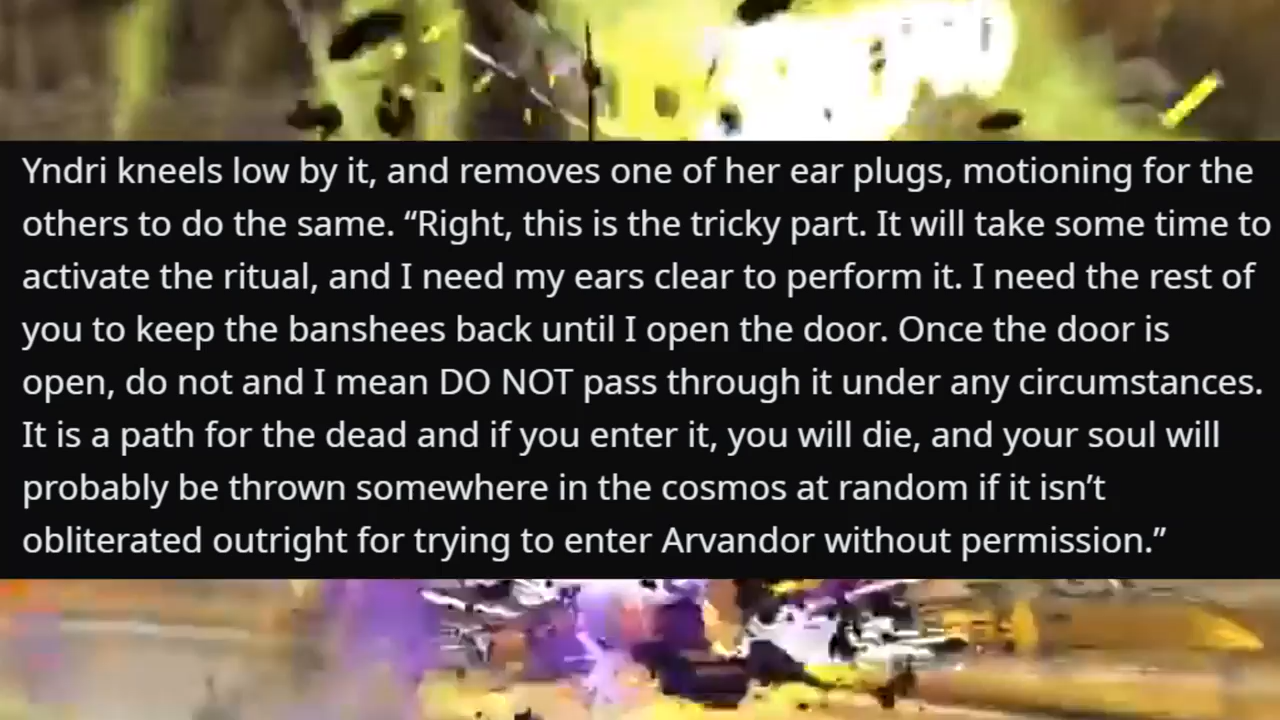 Yndri kneels low by it, and removes one of her ear plugs, motioning for the
others to do the same. “Right, this is the tricky part. It will take some time to
activate the ritual, and I need my ears clear to perform it. I need the rest of
you to keep the banshees back until I open the door. Once the door is
open, do not and I mean DO NOT pass through it under any circumstances.
It is a path for the dead and if you enter it, you will die, and your soul will
probably be thrown somewhere in the cosmos at random if it isn’t
obliterated outright for trying to enter Arvandor without permission.”